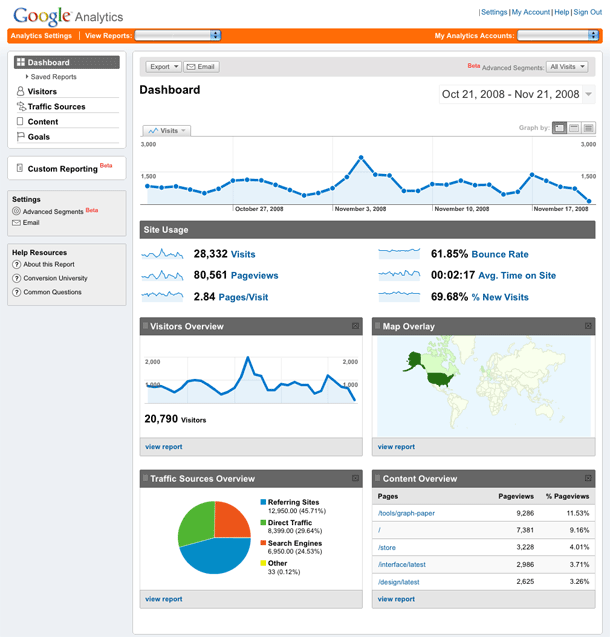 Google Analytics
Settings | My Account | Help | Sign Out
Analytics Settings | View Reports:
My Analytics Accounts:
Dashboard
Saved Reports
Visitors
Traffic Sources
Content
Goals
Custom Reporting Beta
Settings
Advanced Segments Beta
Email
Help Resources
About this Report
Conversion University
Common Questions
Export
Email
Beta Advanced Segments: All Visits
Dashboard
Oct 21, 2008 - Nov 21, 2008
Visits
Graph by:
3,000
3,000
1,500
1,500
October 27, 2008
November 3, 2008
November 10, 2008
November 17, 2008
Site Usage
28,332 Visits
61.85% Bounce Rate
80,561 Pageviews
00:02:17 Avg. Time on Site
2.84 Pages/Visit
69.68% % New Visits
Visitors Overview
2,000
2,000
1,000
1,000
20,790 Visitors
view report
Map Overlay
view report
Traffic Sources Overview
Referring Sites
12,950.00 (45.71%)
Direct Traffic
8,399.00 (29.64%)
Search Engines
6,950.00 (24.53%)
Other
33 (0.12%)
view report
Content Overview
Pages Pageviews % Pageviews
/tools/graph-paper 9,286 11.53%
/ 7,381 9.16%
/store 3,228 4.01%
/interface/latest 2,986 3.71%
/design/latest 2,625 3.26%
view report